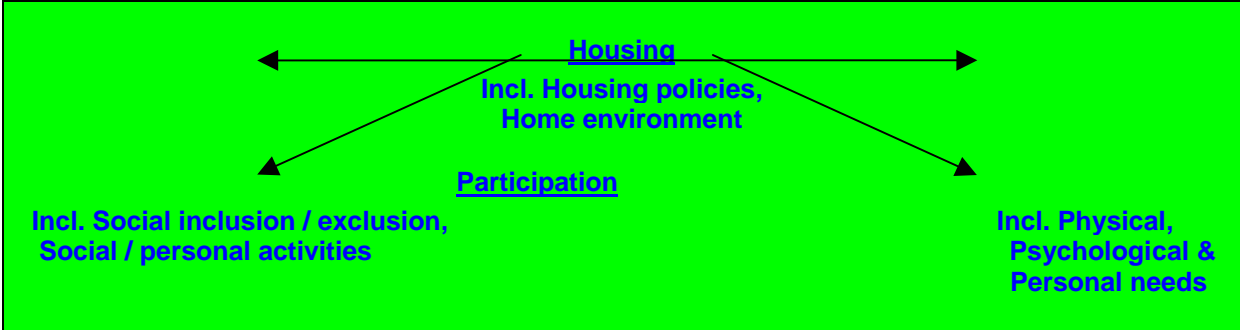 Housing
Incl. Housing policies,
Home environment
Participation
Incl. Social inclusion / exclusion,
Social / personal activities
Incl. Physical,
Psychological &
Personal needs